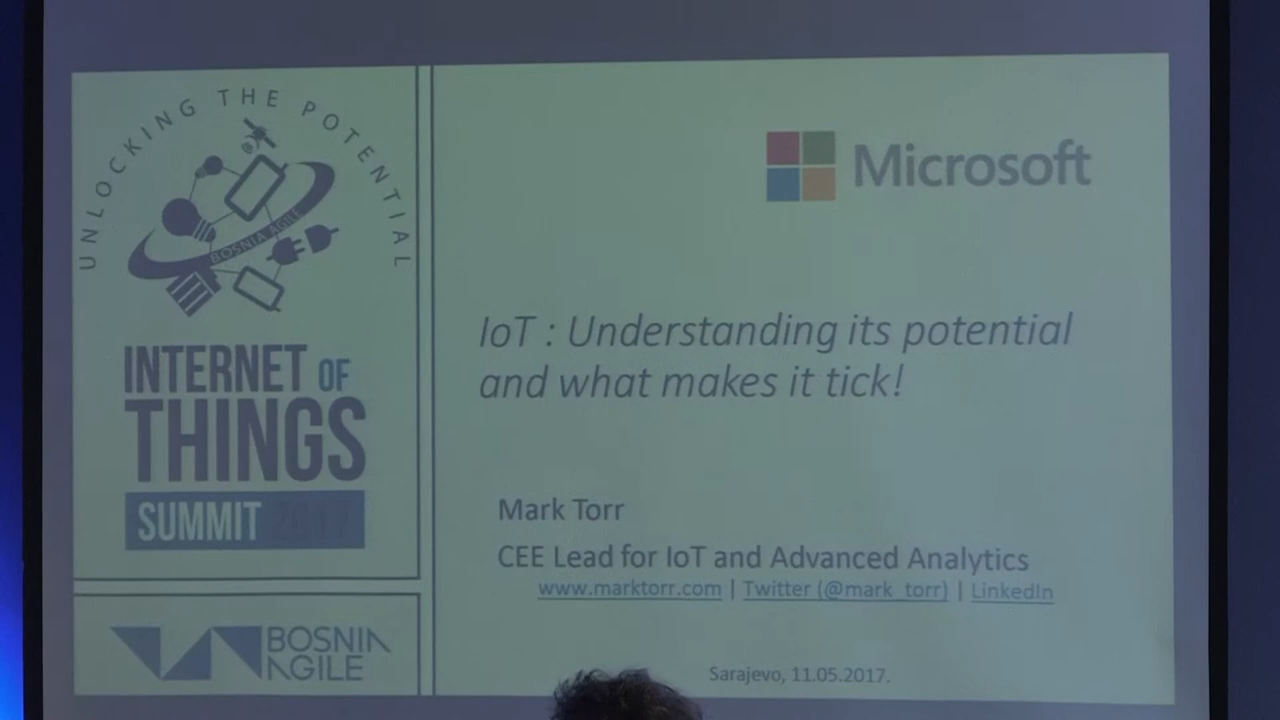 UNLOCKING THE POTENTIAL
BOSNIA AGILE
INTERNET OF
THINGS
SUMMIT 2017
BOSNIA
AGILE
Microsoft
IoT : Understanding its potential
and what makes it tick!
Mark Torr
CEE Lead for IoT and Advanced Analytics
www.marktorr.com | Twitter (@mark_torr) | LinkedIn
Sarajevo, 11.05.2017.